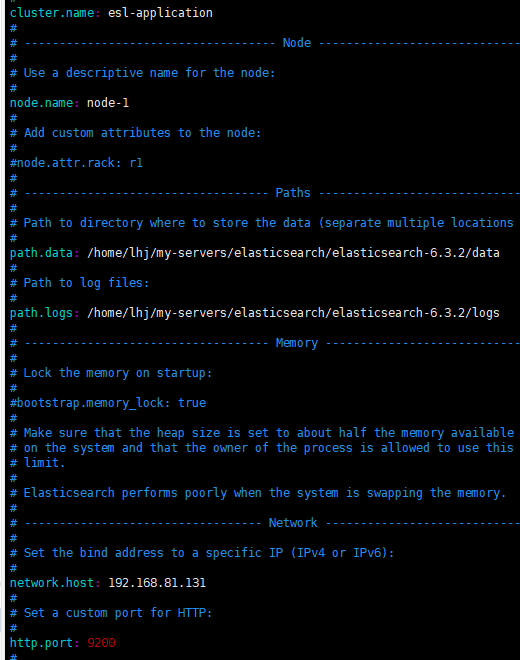 cluster.name: esl-application
#
# ------------------------------------ Node -----------------------------
#
# Use a descriptive name for the node:
#
node.name: node-1
#
# Add custom attributes to the node:
#
#node.attr.rack: r1
#
# ----------------------------------- Paths -----------------------------
#
# Path to directory where to store the data (separate multiple locations
#
path.data: /home/lhj/my-servers/elasticsearch/elasticsearch-6.3.2/data
#
# Path to log files:
#
path.logs: /home/lhj/my-servers/elasticsearch/elasticsearch-6.3.2/logs
#
# ----------------------------------- Memory ----------------------------
#
# Lock the memory on startup:
#
#bootstrap.memory_lock: true
#
# Make sure that the heap size is set to about half the memory available
# on the system and that the owner of the process is allowed to use this
# limit.
#
# Elasticsearch performs poorly when the system is swapping the memory.
#
# ---------------------------------- Network ----------------------------
#
# Set the bind address to a specific IP (IPv4 or IPv6):
#
network.host: 192.168.81.131
#
# Set a custom port for HTTP:
#
http.port: 9200
#